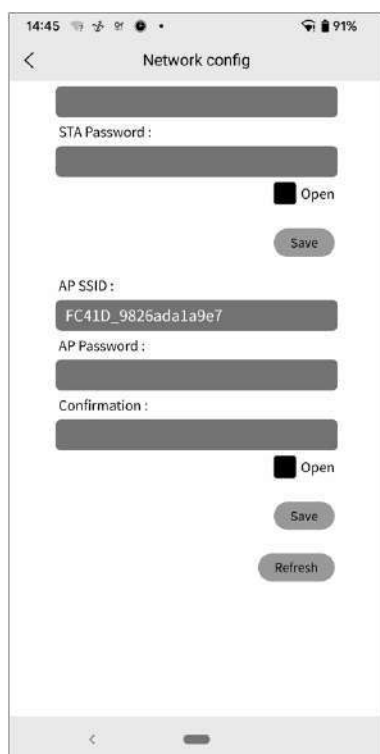 14:45 91%
Network config
STA Password :
Open
Save
AP SSID :
FC41D_9826ada1a9e7
AP Password :
Confirmation :
Open
Save
Refresh